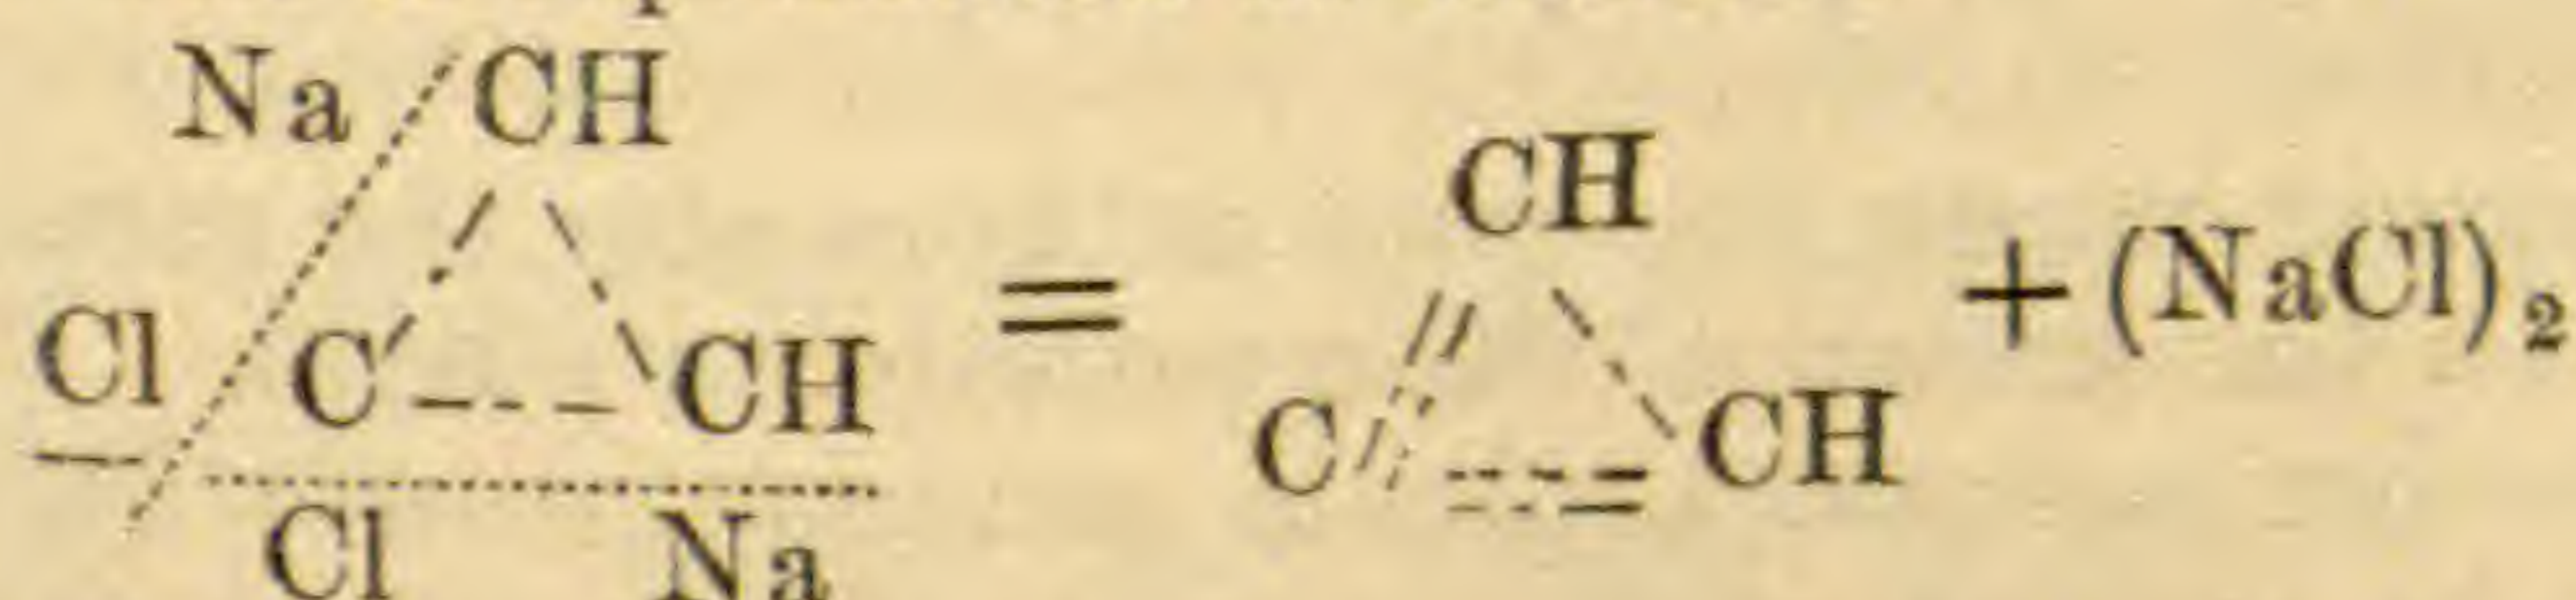 Na CH
CH
= + (NaCl)₂
Cl C CH
C CH
Cl Na